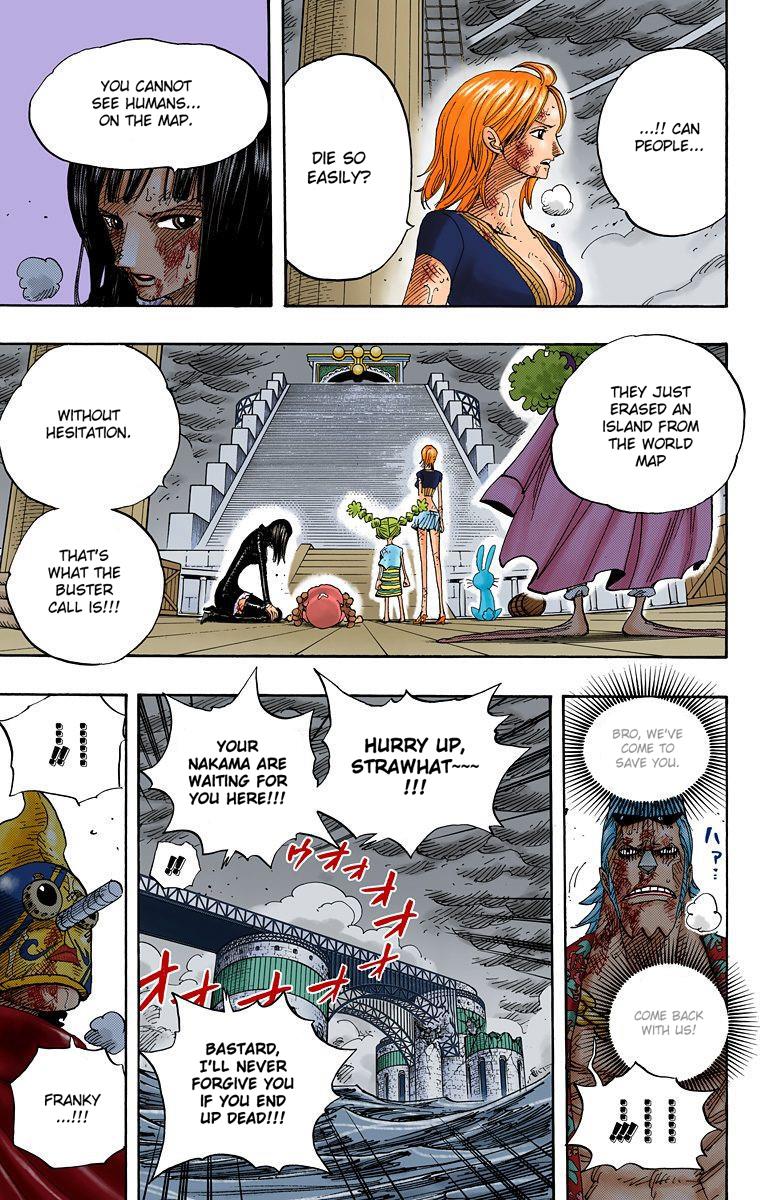 ...!! CAN
PEOPLE...
DIE SO
EASILY?
YOU CANNOT
SEE HUMANS...
ON THE MAP.
THEY JUST
ERASED AN
ISLAND FROM
THE WORLD
MAP
WITHOUT
HESITATION.
THAT'S
WHAT THE
BUSTER
CALL IS!!!
BRO, WE'VE
COME TO
SAVE YOU.
ハァ…
COME BACK
WITH US!
...!!!
HURRY UP,
STRAWHAT~~~
!!!
YOUR
NAKAMA ARE
WAITING FOR
YOU HERE!!!
!!
ウオオオオオオオオ
BASTARD,
I'LL NEVER
FORGIVE YOU
IF YOU END
UP DEAD!!!
...!!
FRANKY
...!!!